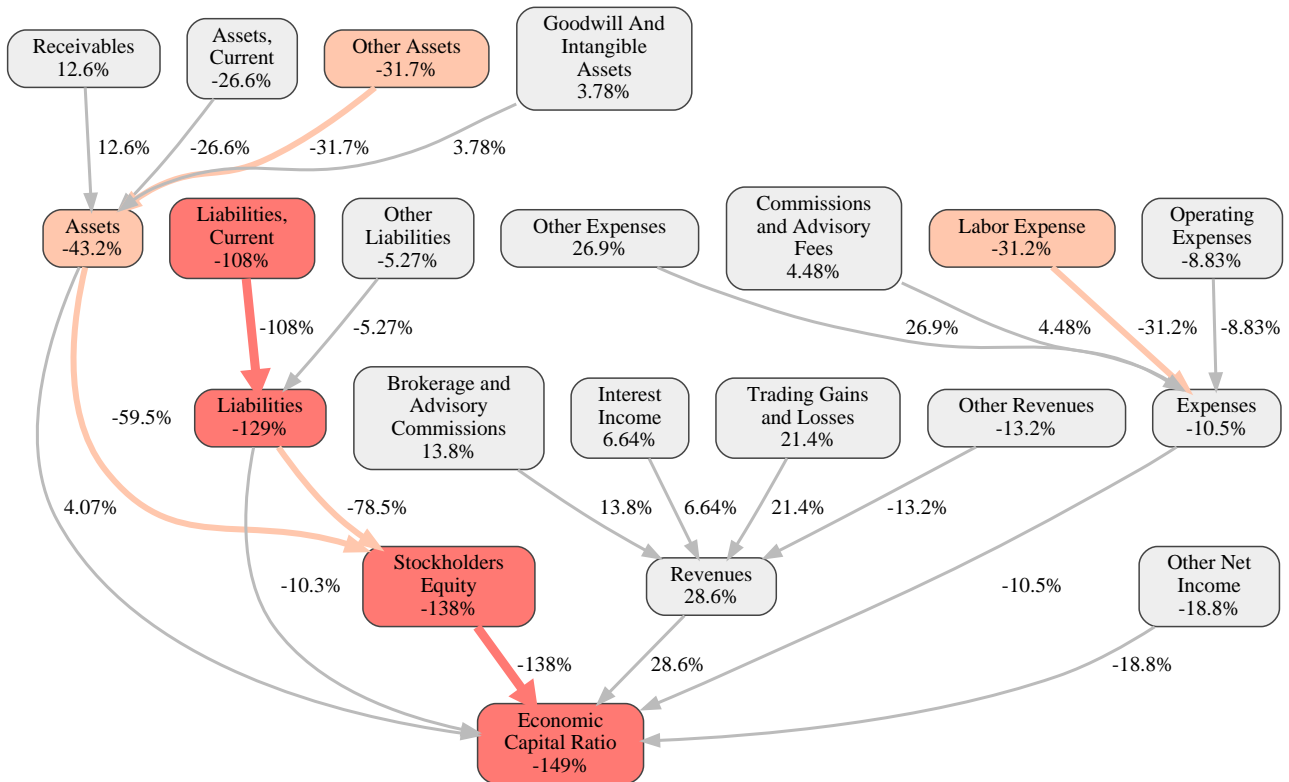 Receivables
12.6%
Assets,
Current
-26.6%
Other Assets
-31.7%
Goodwill And
Intangible
Assets
3.78%
12.6%
-26.6%
-31.7%
3.78%
Assets
-43.2%
Liabilities,
Current
-108%
Other
Liabilities
-5.27%
Other Expenses
26.9%
Commissions
and Advisory
Fees
4.48%
Labor Expense
-31.2%
Operating
Expenses
-8.83%
-108%
-5.27%
26.9%
4.48%
-31.2%
-8.83%
-59.5%
Liabilities
-129%
Brokerage and
Advisory
Commissions
13.8%
Interest
Income
6.64%
Trading Gains
and Losses
21.4%
Other Revenues
-13.2%
Expenses
-10.5%
4.07%
-78.5%
13.8%
6.64%
21.4%
-13.2%
-10.3%
Stockholders
Equity
-138%
Revenues
28.6%
-10.5%
Other Net
Income
-18.8%
-138%
28.6%
-18.8%
Economic
Capital Ratio
-149%